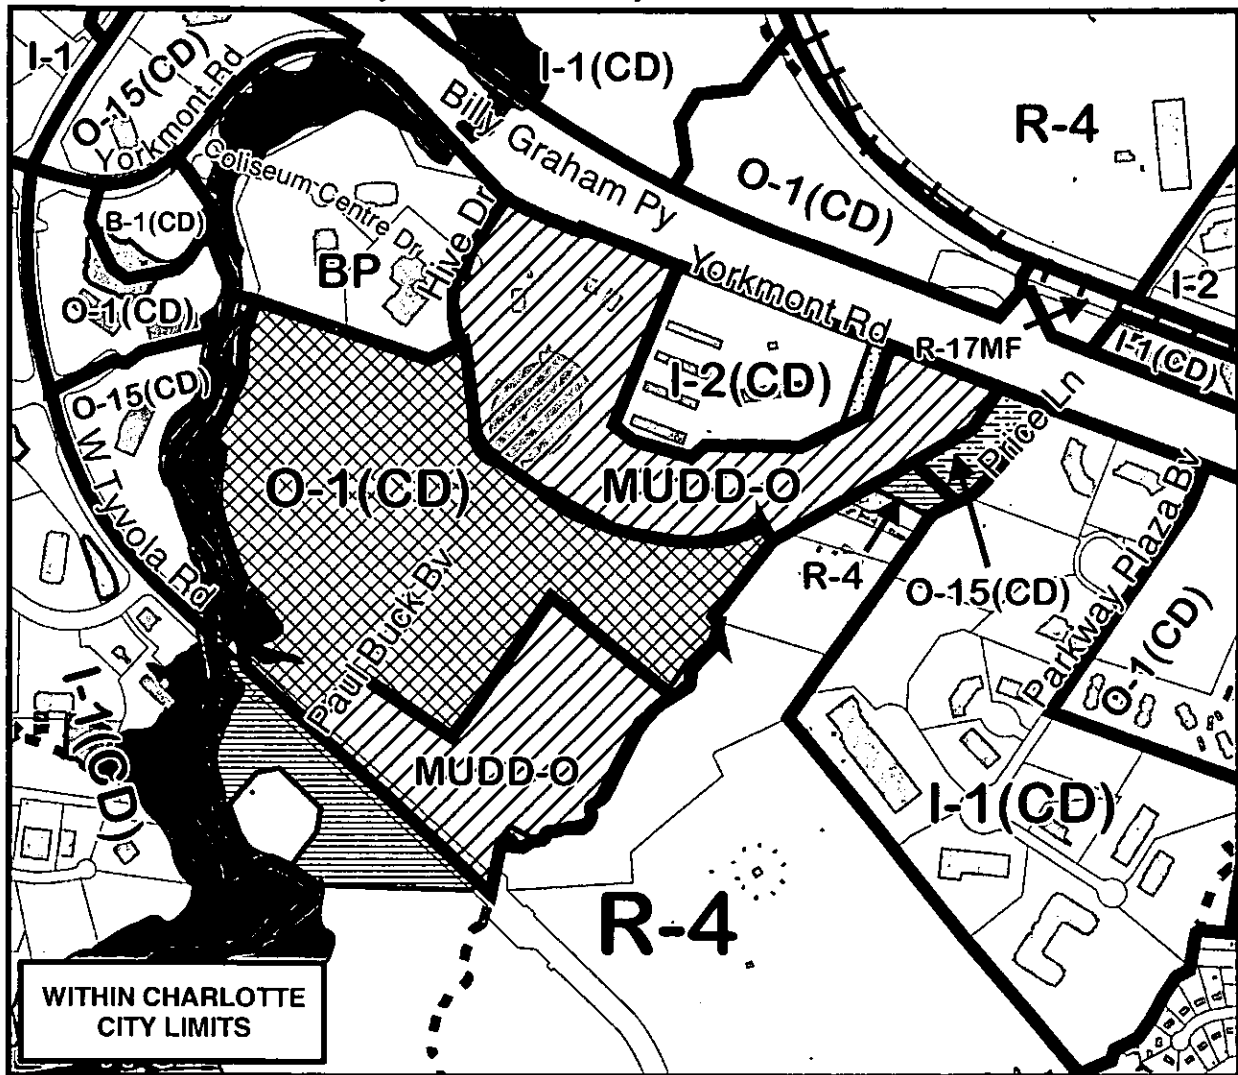 I-1
O-15(CD)
Yorkmont Rd
I-1(CD)
R-4
Billy Graham Py
Coliseum Centre Dr
O-1(CD)
B-1(CD)
BP
Hive Dr
Yorkmont Rd
I-2
O-1(CD)
R-17MF
I-1(CD)
I-2(CD)
O-15(CD)
Price Ln
W Tyvola Rd
O-1(CD)
MUDD-O
Parkway Plaza Bv
R-4
O-15(CD)
Paul Buck Bv
O-1(CD)
I-1(CD)
MUDD-O
I-1(CD)
R-4
WITHIN CHARLOTTE
CITY LIMITS